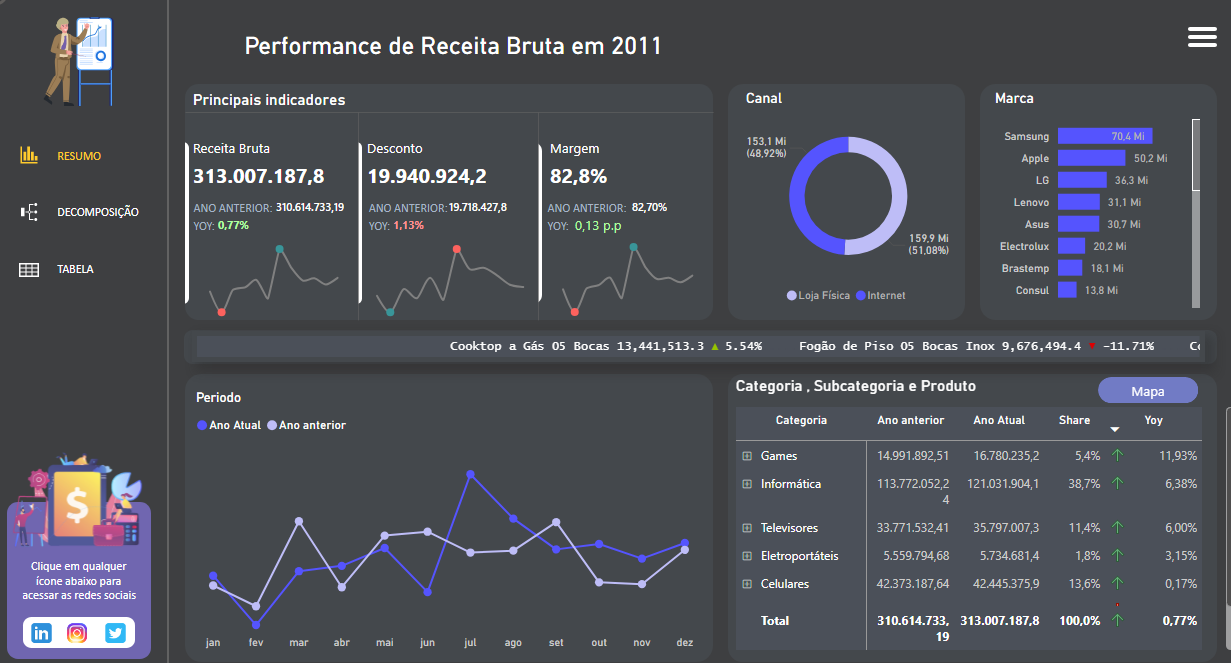 Performance de Receita Bruta em 2011
RESUMO
DECOMPOSIÇÃO
TABELA
Clique em qualquer
ícone abaixo para
acessar as redes sociais
Principais indicadores
Receita Bruta
313.007.187,8
ANO ANTERIOR: 310.614.733,19
YOY: 0,77%
Desconto
19.940.924,2
ANO ANTERIOR: 19.718.427,8
YOY: 1,13%
Margem
82,8%
ANO ANTERIOR: 82,70%
YOY: 0,13 p.p
Canal
153,1 Mi
(48,92%)
159,9 Mi
(51,08%)
Loja Física Internet
Marca
Samsung 70,4 Mi
Apple 50,2 Mi
LG 36,3 Mi
Lenovo 31,1 Mi
Asus 30,7 Mi
Electrolux 20,2 Mi
Brastemp 18,1 Mi
Consul 13,8 Mi
Cooktop a Gás 05 Bocas 13,441,513.3 ▲ 5.54% Fogão de Piso 05 Bocas Inox 9,676,494.4 ▼ -11.71%
Periodo
Ano Atual Ano anterior
jan fev mar abr mai jun jul ago set out nov dez
Categoria , Subcategoria e Produto
Mapa
Categoria Ano anterior Ano Atual Share Yoy
Games 14.991.892,51 16.780.235,2 5,4% 11,93%
Informática 113.772.052,2 121.031.904,1 38,7% 6,38%
4
Televisores 33.771.532,41 35.797.007,3 11,4% 6,00%
Eletroportáteis 5.559.794,68 5.734.681,4 1,8% 3,15%
Celulares 42.373.187,64 42.445.375,9 13,6% 0,17%
Total 310.614.733, 313.007.187,8 100,0% 0,77%
19